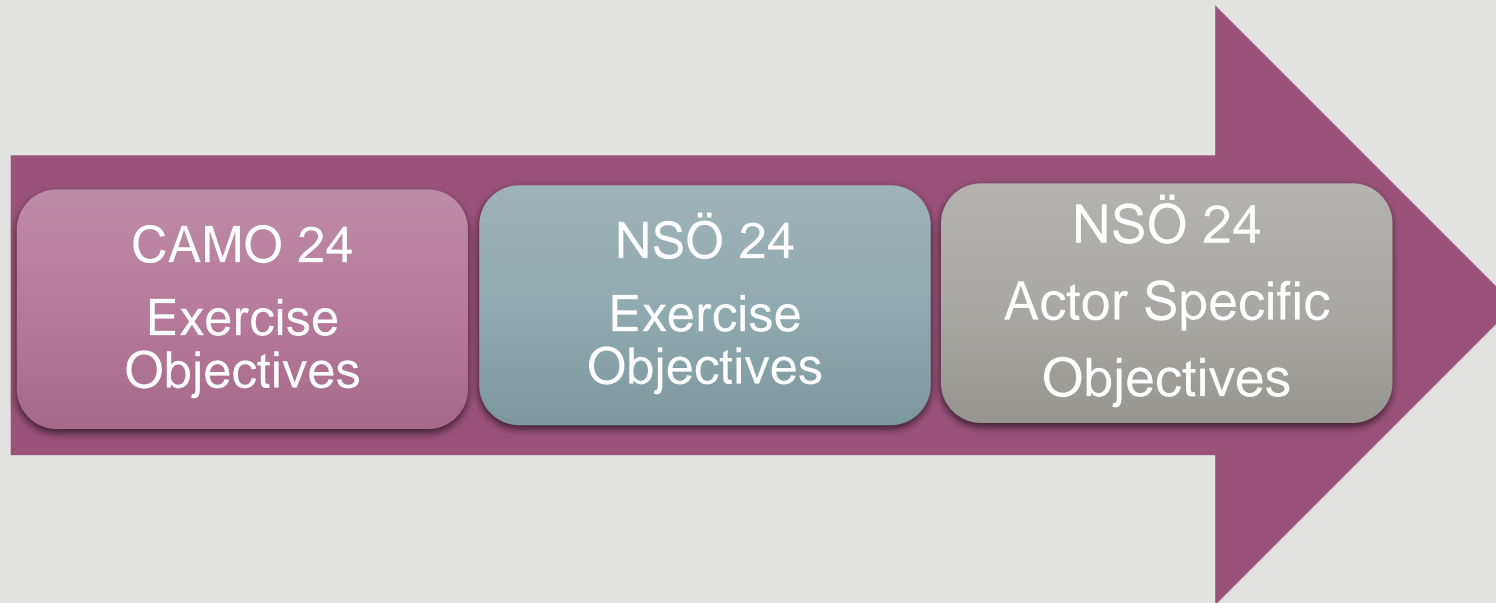 CAMO 24
Exercise
Objectives
NSÖ 24
Exercise
Objectives
NSÖ 24
Actor Specific
Objectives